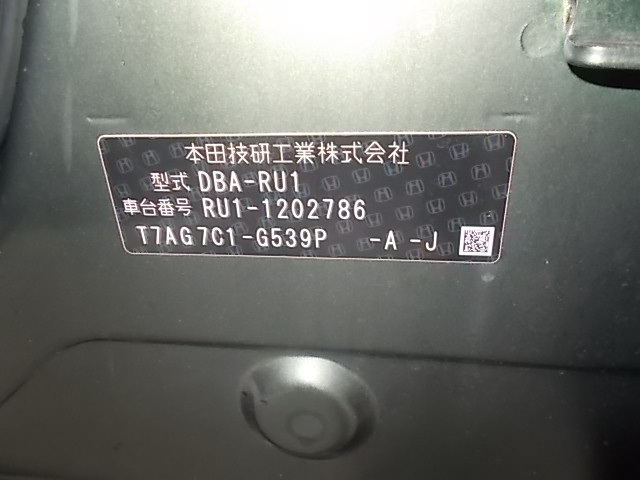 本田技研工業株式会社
型式 DBA-RU1
車台番号 RU1-1202786
T7AG7C1-G539P -A -J